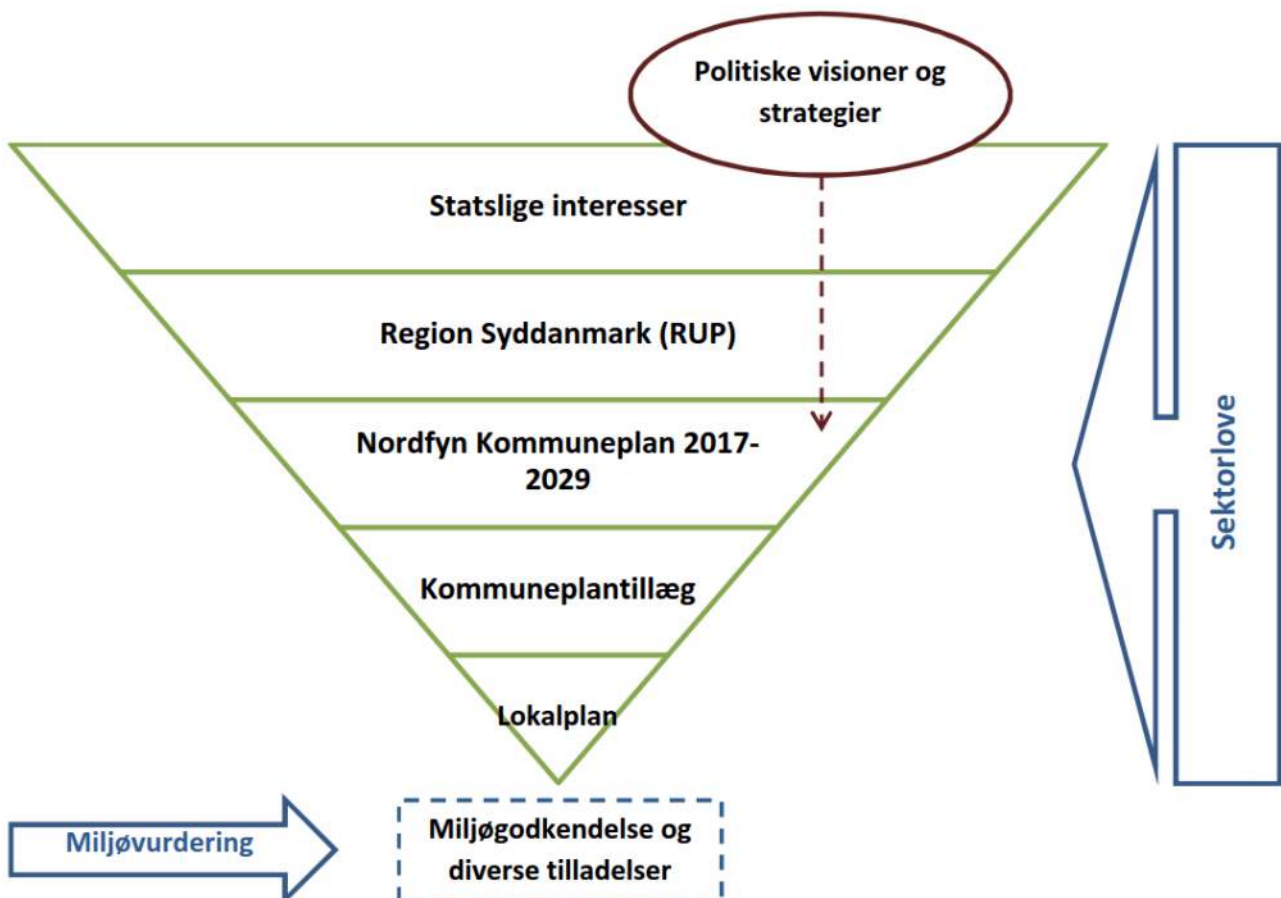 Politiske visioner og
strategier
Statslige interesser
Region Syddanmark (RUP)
Nordfyn Kommuneplan 2017-
2029
Kommuneplantillæg
Lokalplan
Sektorlove
Miljøvurdering
Miljøgodkendelse og
diverse tilladelser